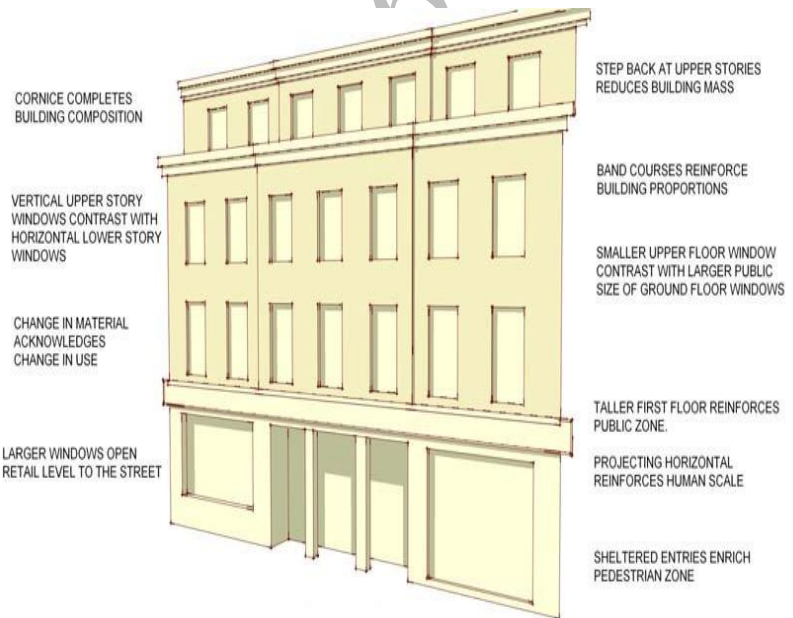 CORNICE COMPLETES
BUILDING COMPOSITION
VERTICAL UPPER STORY
WINDOWS CONTRAST WITH
HORIZONTAL LOWER STORY
WINDOWS
CHANGE IN MATERIAL
ACKNOWLEDGES
CHANGE IN USE
LARGER WINDOWS OPEN
RETAIL LEVEL TO THE STREET
STEP BACK AT UPPER STORIES
REDUCES BUILDING MASS
BAND COURSES REINFORCE
BUILDING PROPORTIONS
SMALLER UPPER FLOOR WINDOW
CONTRAST WITH LARGER PUBLIC
SIZE OF GROUND FLOOR WINDOWS
TALLER FIRST FLOOR REINFORCES
PUBLIC ZONE.
PROJECTING HORIZONTAL
REINFORCES HUMAN SCALE
SHELTERED ENTRIES ENRICH
PEDESTRIAN ZONE